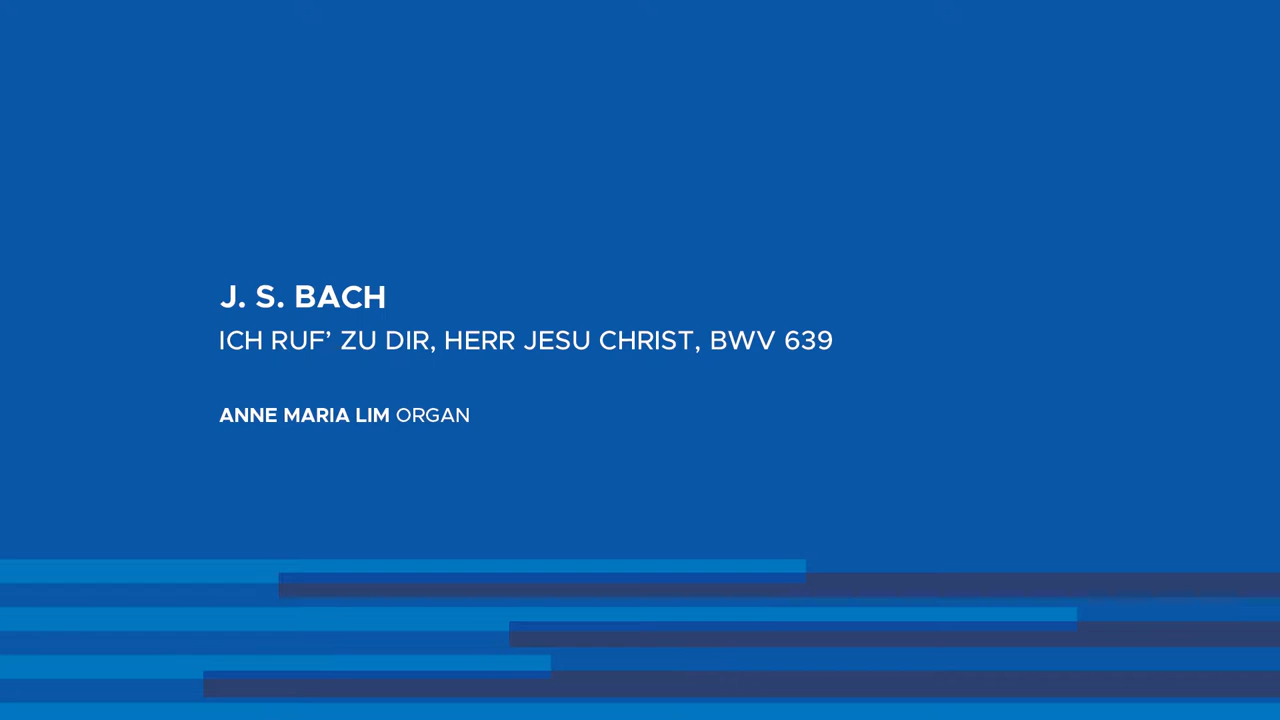 J. S. BACH
ICH RUF’ ZU DIR, HERR JESU CHRIST, BWV 639
ANNE MARIA LIM ORGAN